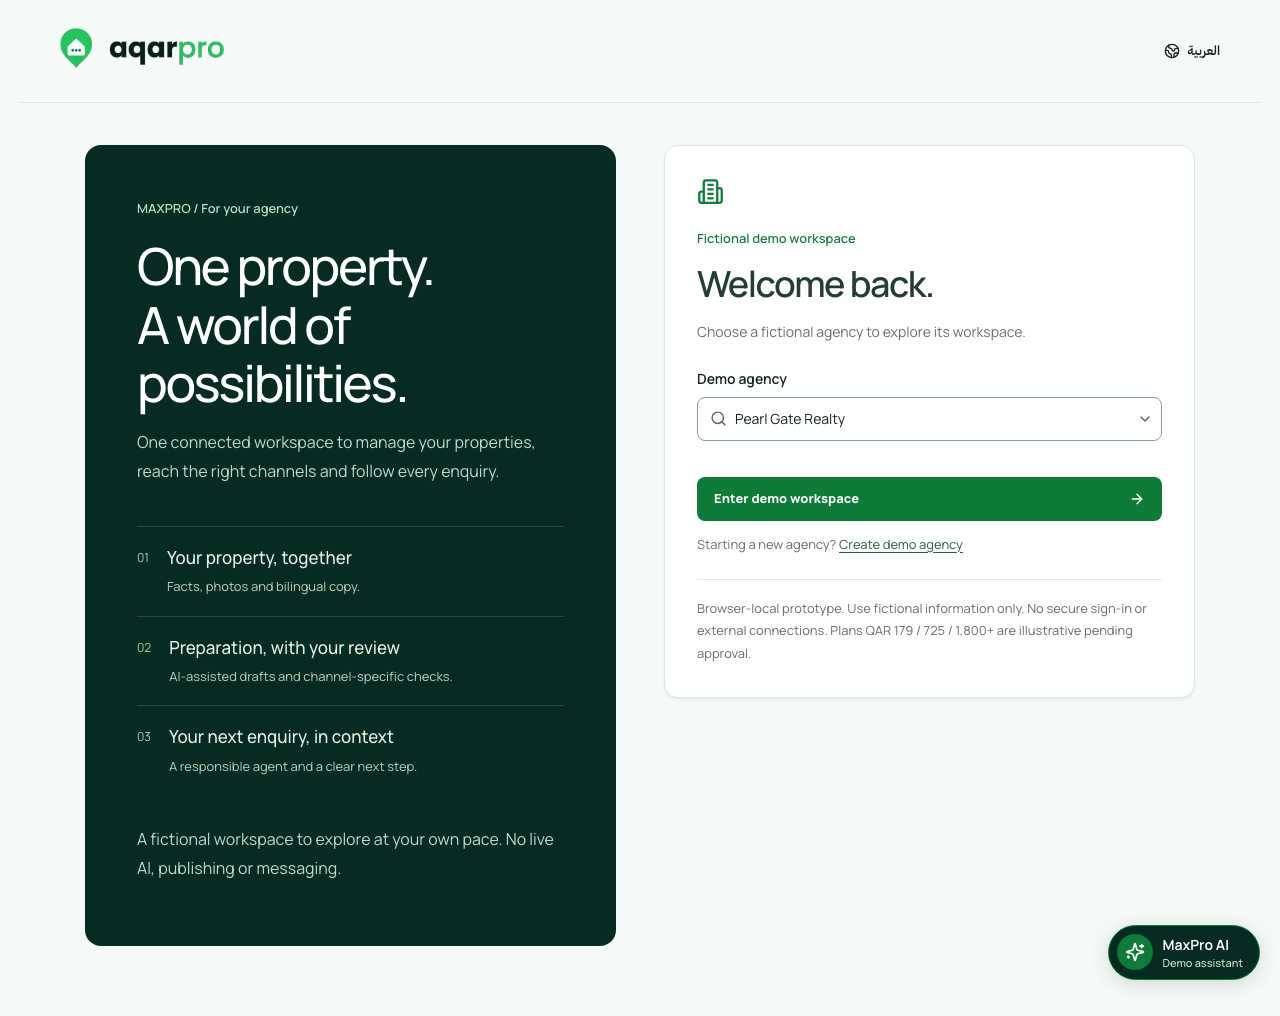 aqarpro
العربية
MAXPRO / For your agency
One property.
A world of
possibilities.
One connected workspace to manage your properties,
reach the right channels and follow every enquiry.
01 Your property, together
Facts, photos and bilingual copy.
02 Preparation, with your review
AI-assisted drafts and channel-specific checks.
03 Your next enquiry, in context
A responsible agent and a clear next step.
A fictional workspace to explore at your own pace. No live
AI, publishing or messaging.
Fictional demo workspace
Welcome back.
Choose a fictional agency to explore its workspace.
Demo agency
Pearl Gate Realty
Enter demo workspace
Starting a new agency? Create demo agency
Browser-local prototype. Use fictional information only. No secure sign-in or
external connections. Plans QAR 179 / 725 / 1,800+ are illustrative pending
approval.
MaxPro AI
Demo assistant